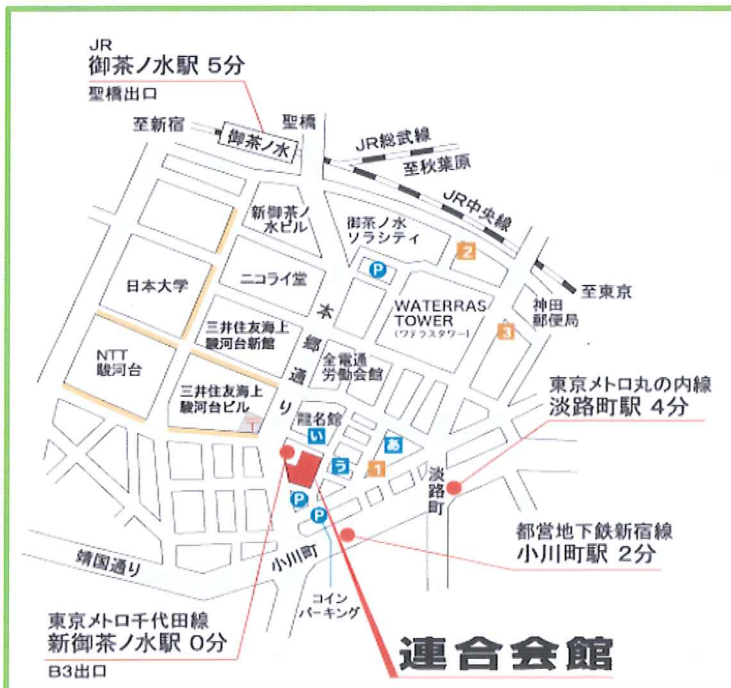 JR
御茶ノ水駅 5分
聖橋出口
至新宿
御茶ノ水
聖橋
JR総武線
至秋葉原
JR中央線
新御茶ノ
水ビル
御茶ノ水
ソラシティ
2
P
至東京
日本大学
ニコライ堂
WATERRAS
TOWER
(ワテラスタワー)
神田
郵便局
3
三井住友海上
駿河台新館
本郷通り
全電通
労働会館
NTT
駿河台
三井住友海上
駿河台ビル
〒
龍名館
い
う
あ
1
東京メトロ丸の内線
淡路町駅 4分
淡路町
P
P
都営地下鉄新宿線
小川町駅 2分
靖国通り
小川町
コイン
パーキング
東京メトロ千代田線
新御茶ノ水駅 0分
B3出口
連合会館